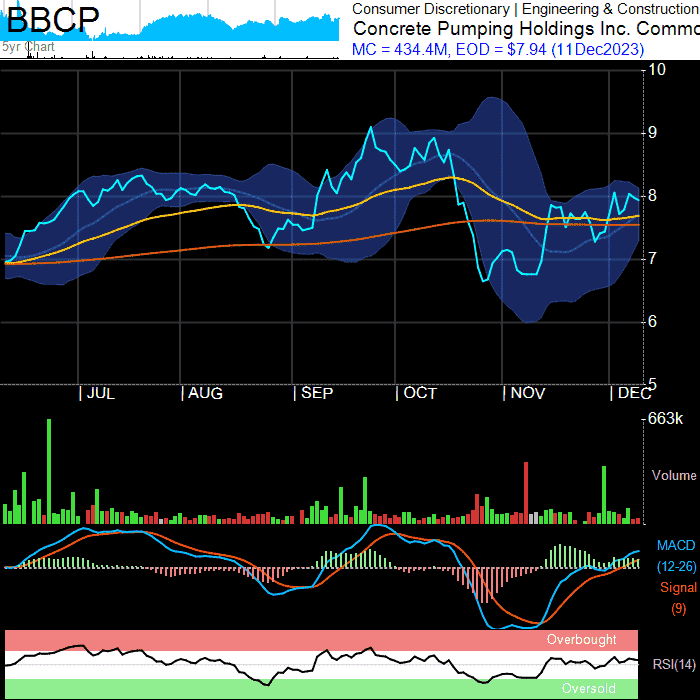 BBCP
5yr Chart
Consumer Discretionary | Engineering & Construction
Concrete Pumping Holdings Inc. Commo
MC = 434.4M, EOD = $7.94 (11Dec2023)
10
9
8
7
6
5
| JUL | AUG | SEP | OCT | NOV | DEC
663k
Volume
MACD
(12-26)
Signal
(9)
Overbought
RSI(14)
Oversold